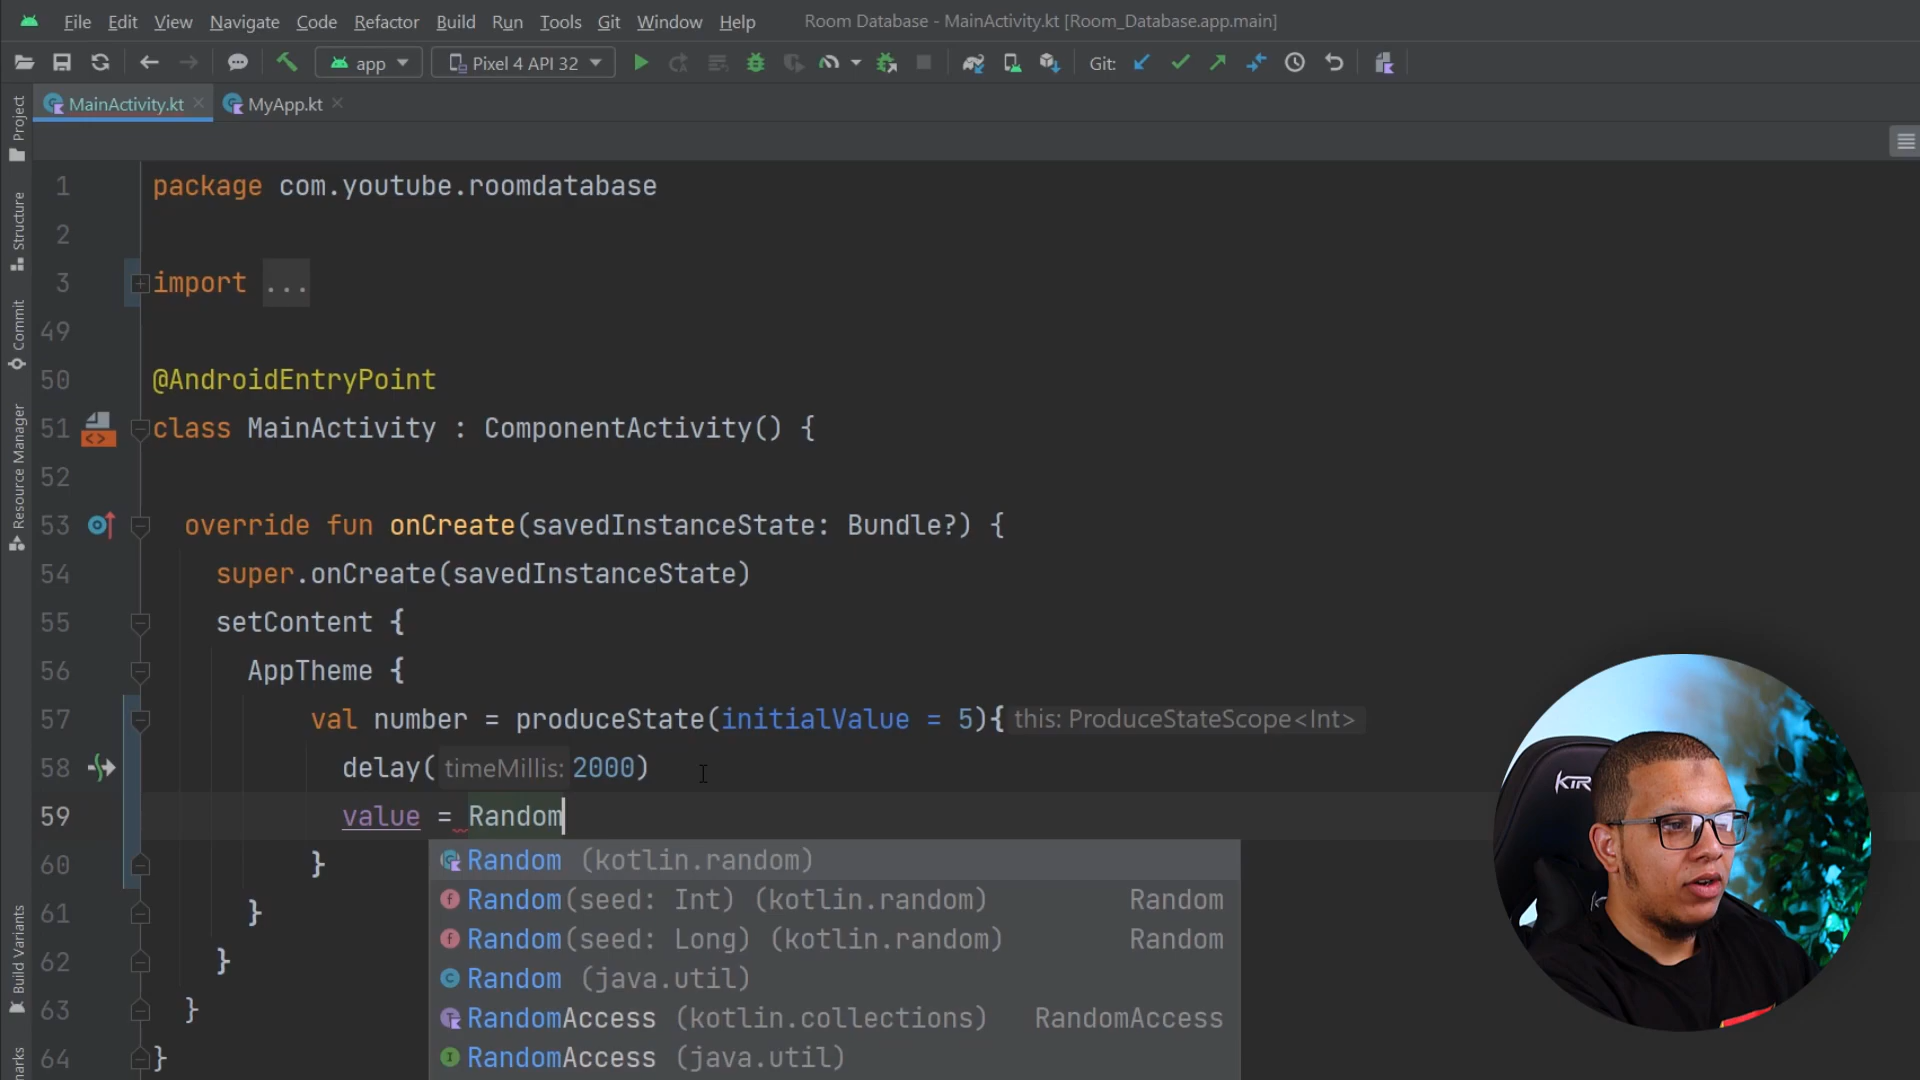 File Edit View Navigate Code Refactor Build Run Tools Git Window Help Room Database - MainActivity.kt [Room_Database.app.main]
app Pixel 4 API 32 Git:
MainActivity.kt MyApp.kt
Project
Structure
Commit
Resource Manager
Build Variants
1 package com.youtube.roomdatabase
2
3 import ...
49
50 @AndroidEntryPoint
51 class MainActivity : ComponentActivity() {
52
53 override fun onCreate(savedInstanceState: Bundle?) {
54 super.onCreate(savedInstanceState)
55 setContent {
56 AppTheme {
57 val number = produceState(initialValue = 5){ this: ProduceStateScope<Int>
58 delay( timeMillis: 2000)
59 value = Random
60 }
61 }
62 }
63 }
64 }
Random (kotlin.random)
Random(seed: Int) (kotlin.random) Random
Random(seed: Long) (kotlin.random) Random
Random (java.util)
RandomAccess (kotlin.collections) RandomAccess
RandomAccess (java.util)